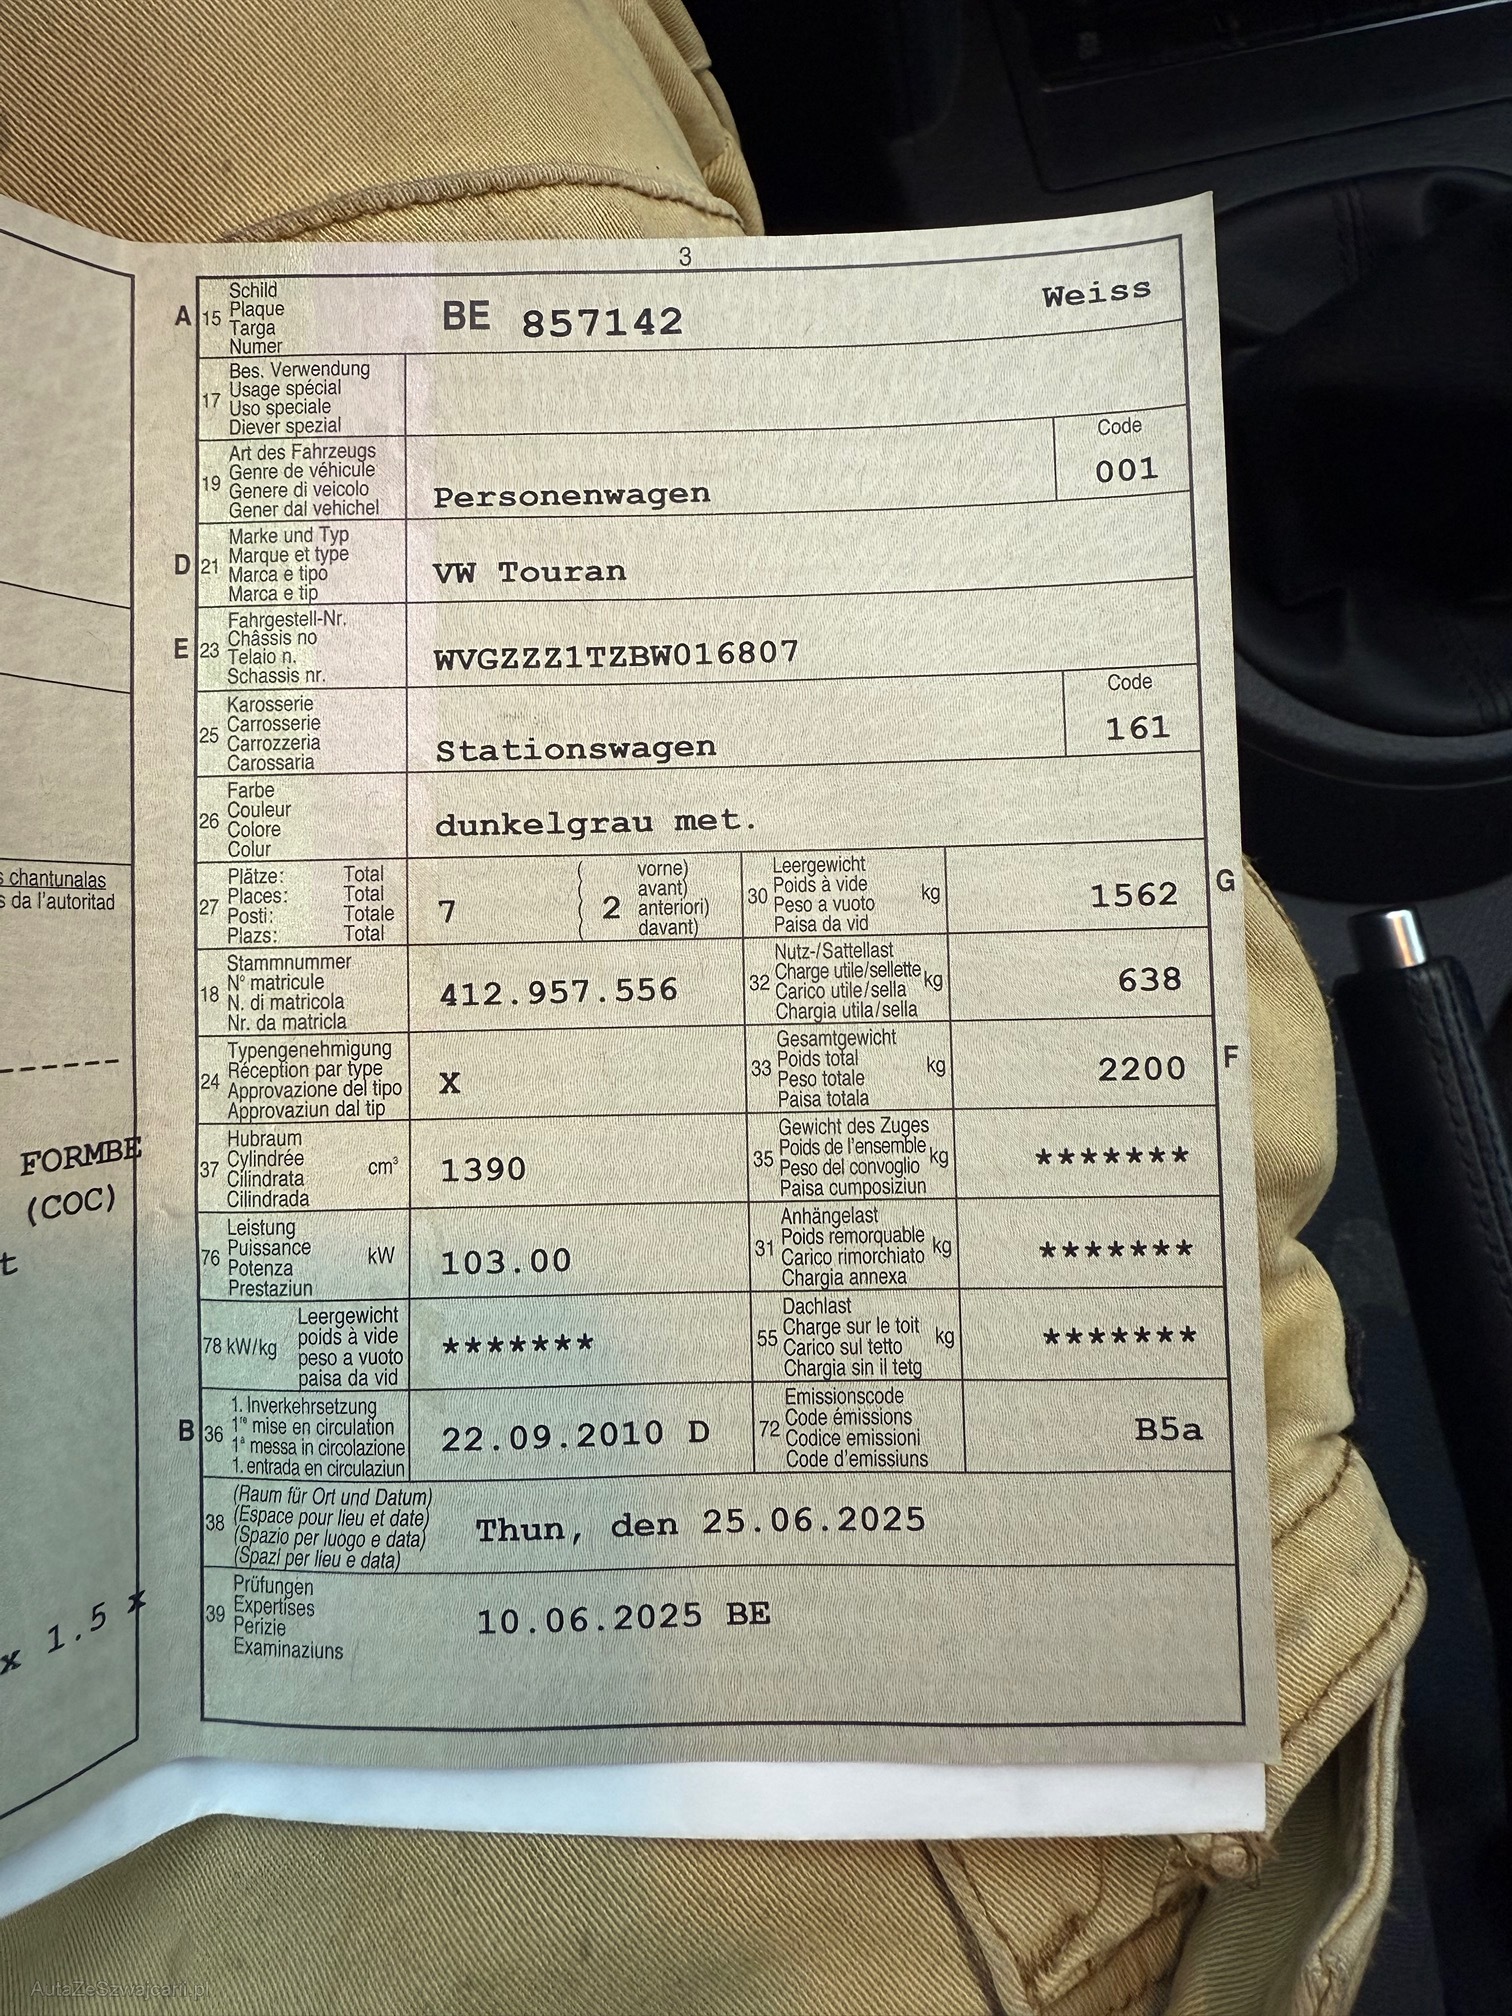 3
A 15 Schild
Plaque
Targa
Numer
BE 857142
Weiss
17 Bes. Verwendung
Usage spécial
Uso speciale
Diever spezial
19 Art des Fahrzeugs
Genre de véhicule
Genere di veicolo
Gener dal vehichel
Personenwagen
Code
001
D 21 Marke und Typ
Marque et type
Marca e tipo
Marca e tip
VW Touran
E 23 Fahrgestell-Nr.
Châssis no
Telaio n.
Schassis nr.
WVGZZZ1TZBW016807
25 Karosserie
Carrosserie
Carrozzeria
Carossaria
Stationswagen
Code
161
26 Farbe
Couleur
Colore
Colur
dunkelgrau met.
27 Plätze: Total
Places: Total
Posti: Totale
Plazs: Total
7
2
vorne)
avant)
anteriori)
davant)
30 Leergewicht
Poids à vide
Peso a vuoto
Paisa da vid
kg
1562
G
18 Stammnummer
N° matricule
N. di matricola
Nr. da matricla
412.957.556
32 Nutz-/Sattellast
Charge utile/sellette
Carico utile/sella
Chargia utila/sella
kg
638
24 Typengenehmigung
Réception par type
Approvazione del tipo
Approvaziun dal tip
X
33 Gesamtgewicht
Poids total
Peso totale
Paisa totala
kg
2200
F
37 Hubraum
Cylindrée
Cilindrata
Cilindrada
cm³
1390
35 Gewicht des Zuges
Poids de l'ensemble
Peso del convoglio
Paisa cumposiziun
kg
*******
76 Leistung
Puissance
Potenza
Prestaziun
kW
103.00
31 Anhängelast
Poids remorquable
Carico rimorchiato
Chargia annexa
kg
*******
78 kW/kg
Leergewicht
poids à vide
peso a vuoto
paisa da vid
*******
55 Dachlast
Charge sur le toit
Carico sul tetto
Chargia sin il tetg
kg
*******
B 36 1. Inverkehrsetzung
1re mise en circulation
1a messa in circolazione
1. entrada en circulaziun
22.09.2010 D
72 Emissionscode
Code émissions
Codice emissioni
Code d'emissiuns
B5a
38 (Raum für Ort und Datum)
(Espace pour lieu et date)
(Spazio per luogo e data)
(Spazi per lieu e data)
Thun, den 25.06.2025
39 Prüfungen
Expertises
Perizie
Examinaziuns
10.06.2025 BE
s chantunalas
s da l'autoritad
FORMBE
(COC)
t
x 1.5 x
AutaZeSzwajcarii.pl